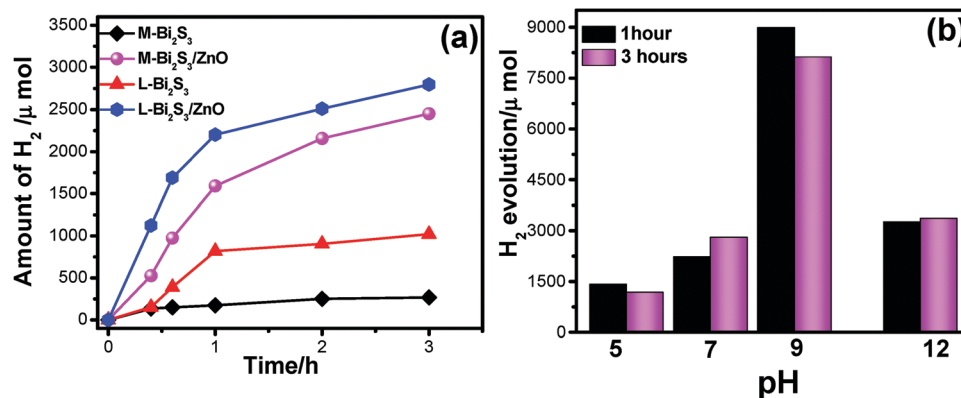 (a)
M-Bi2S3
M-Bi2S3/ZnO
L-Bi2S3
L-Bi2S3/ZnO
Amount of H2 /μ mol
3500
3000
2500
2000
1500
1000
500
0
0 1 2 3
Time/h
(b)
1hour
3 hours
H2 evolution/μ mol
9000
7500
6000
4500
3000
1500
0
5 7 9 12
pH